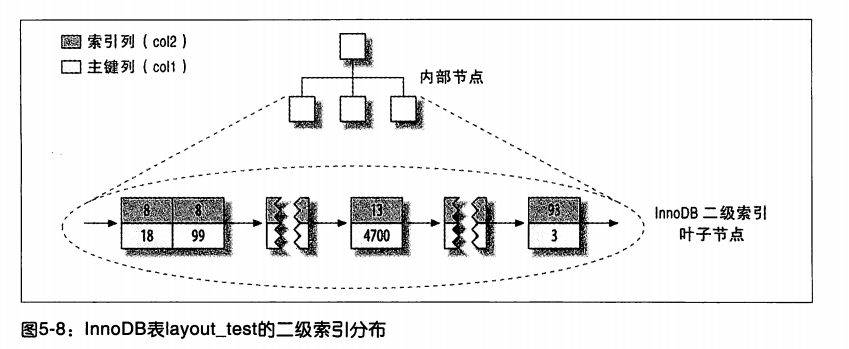 索引列（col2）
主键列（col1）
内部节点
8 8 13 93
18 99 4700 3
InnoDB 二级索引
叶子节点
图5-8：InnoDB表layout_test的二级索引分布